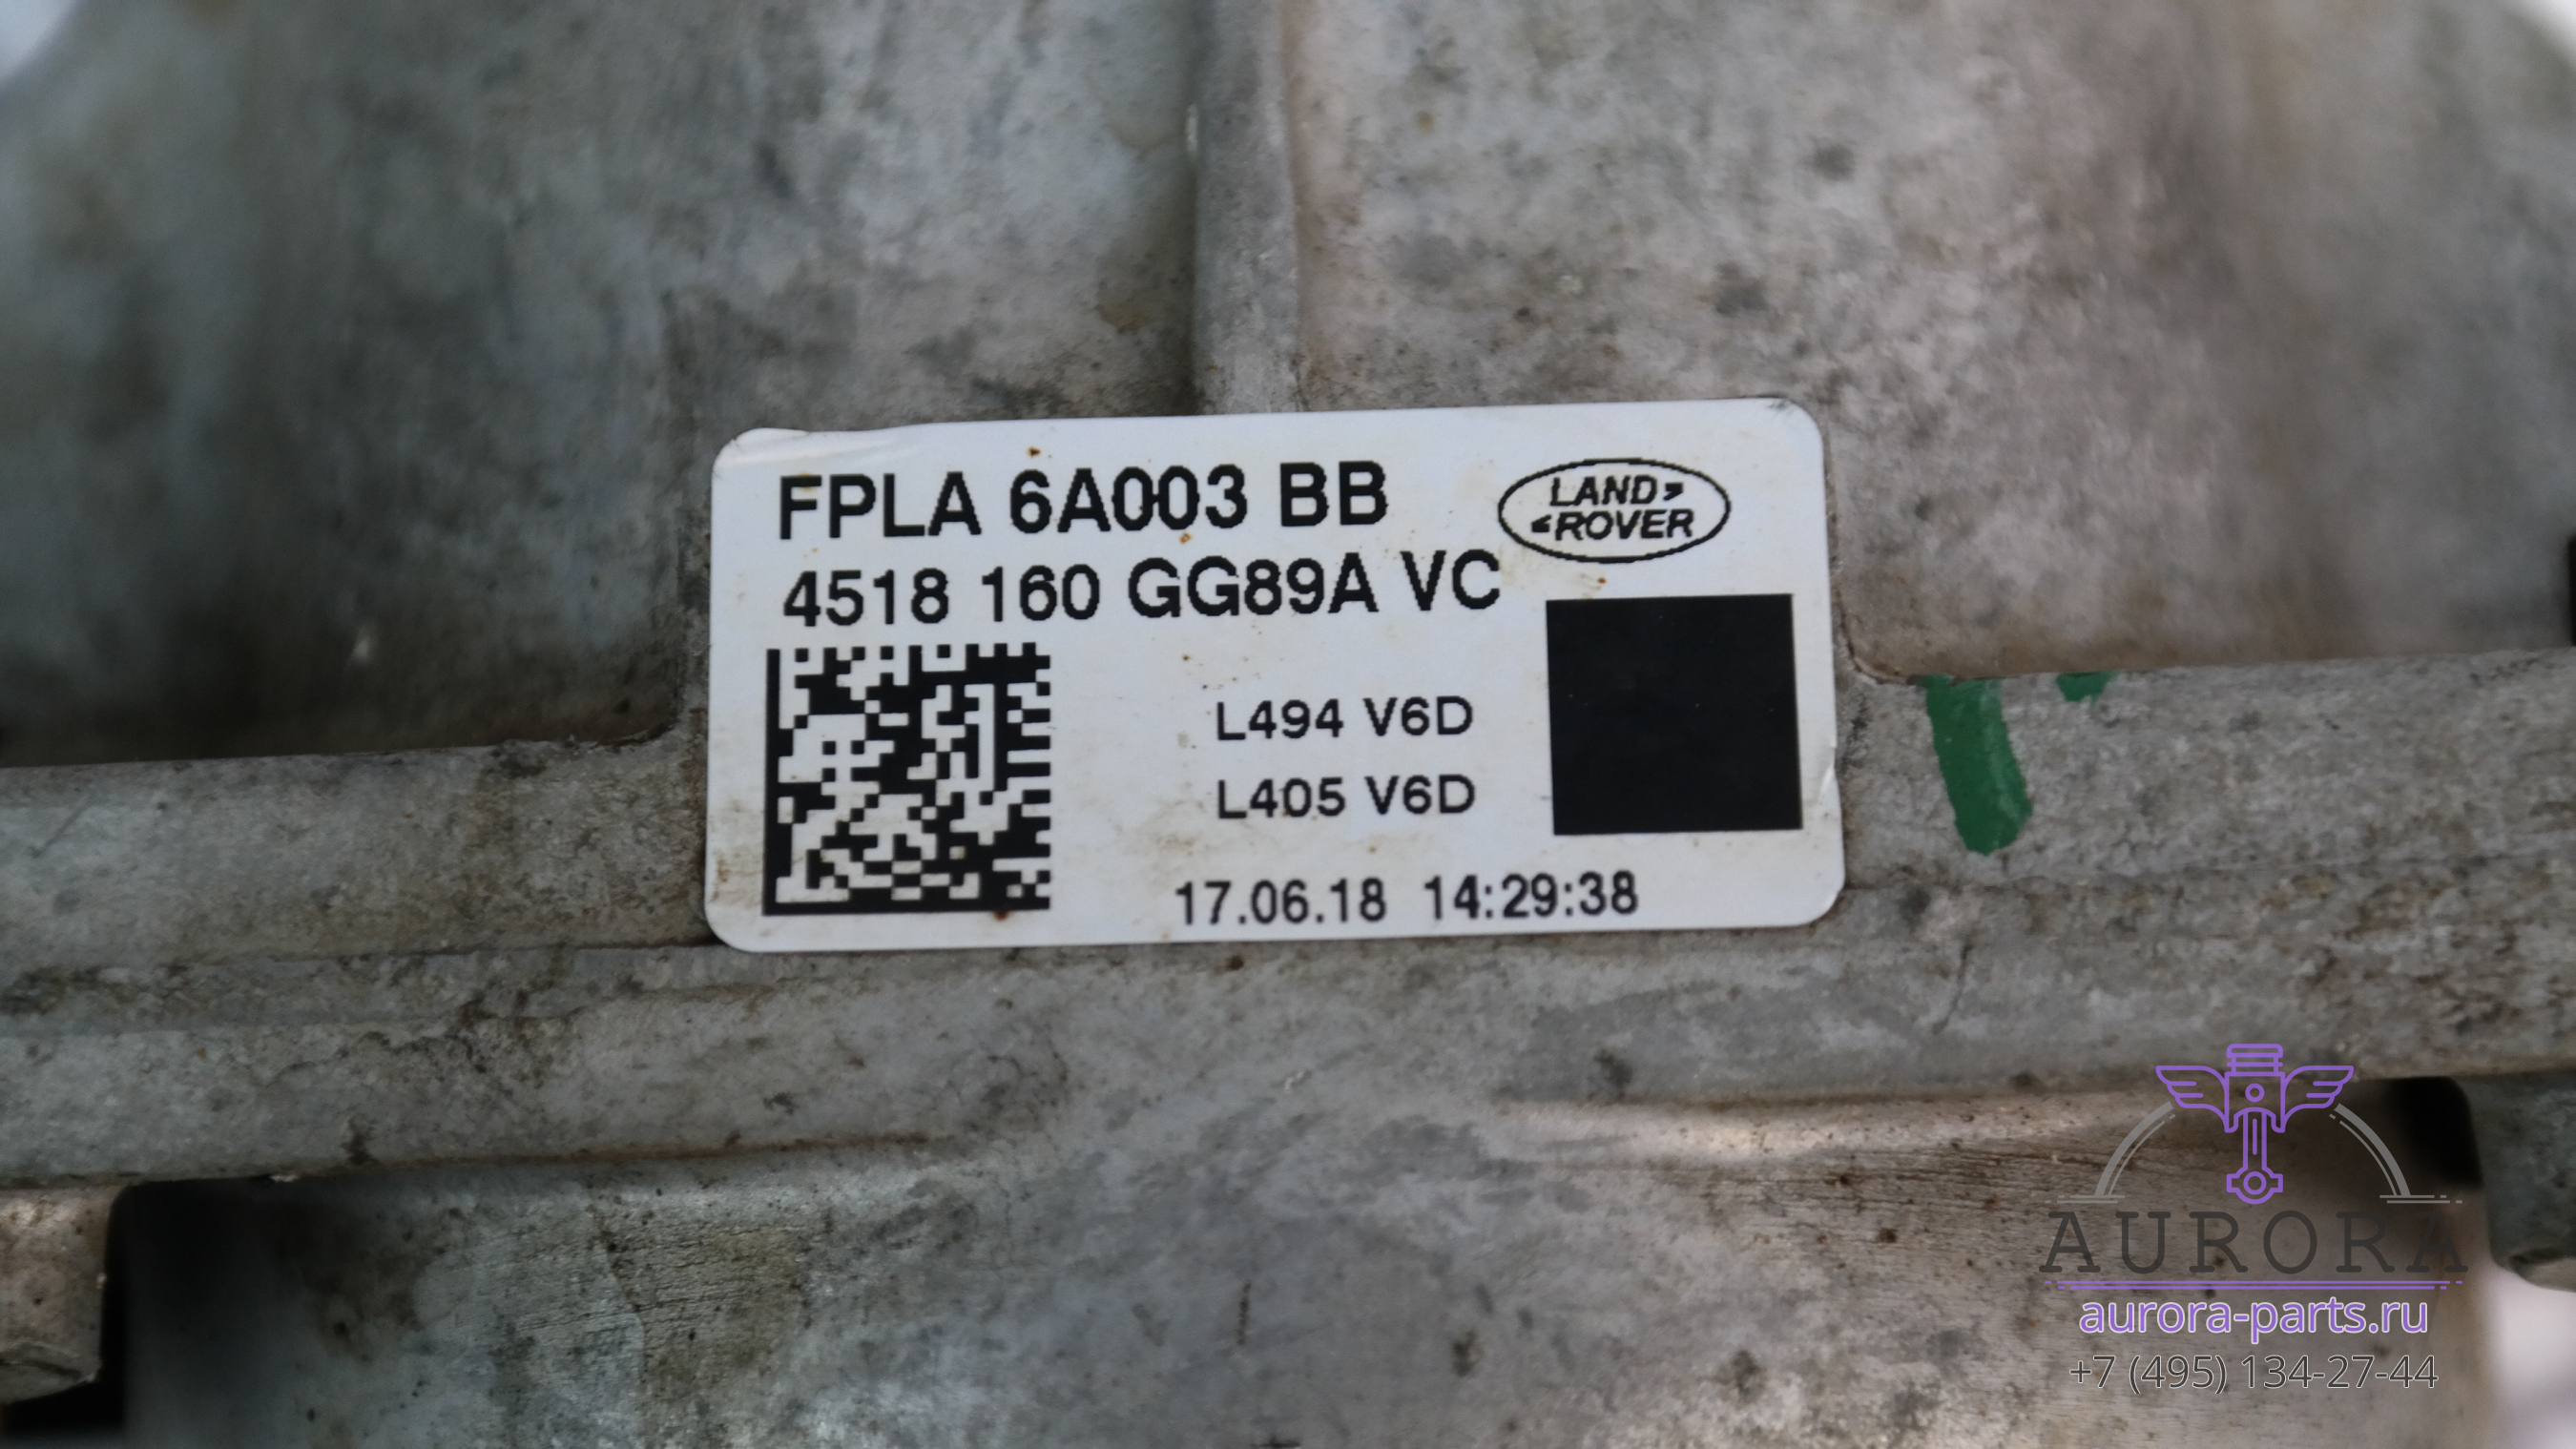 FPLA 6A003 BB
LAND
ROVER
4518 160 GG89A VC
L494 V6D
L405 V6D
17.06.18 14:29:38
AURORA
aurora-parts.ru
+7 (495) 134-27-44